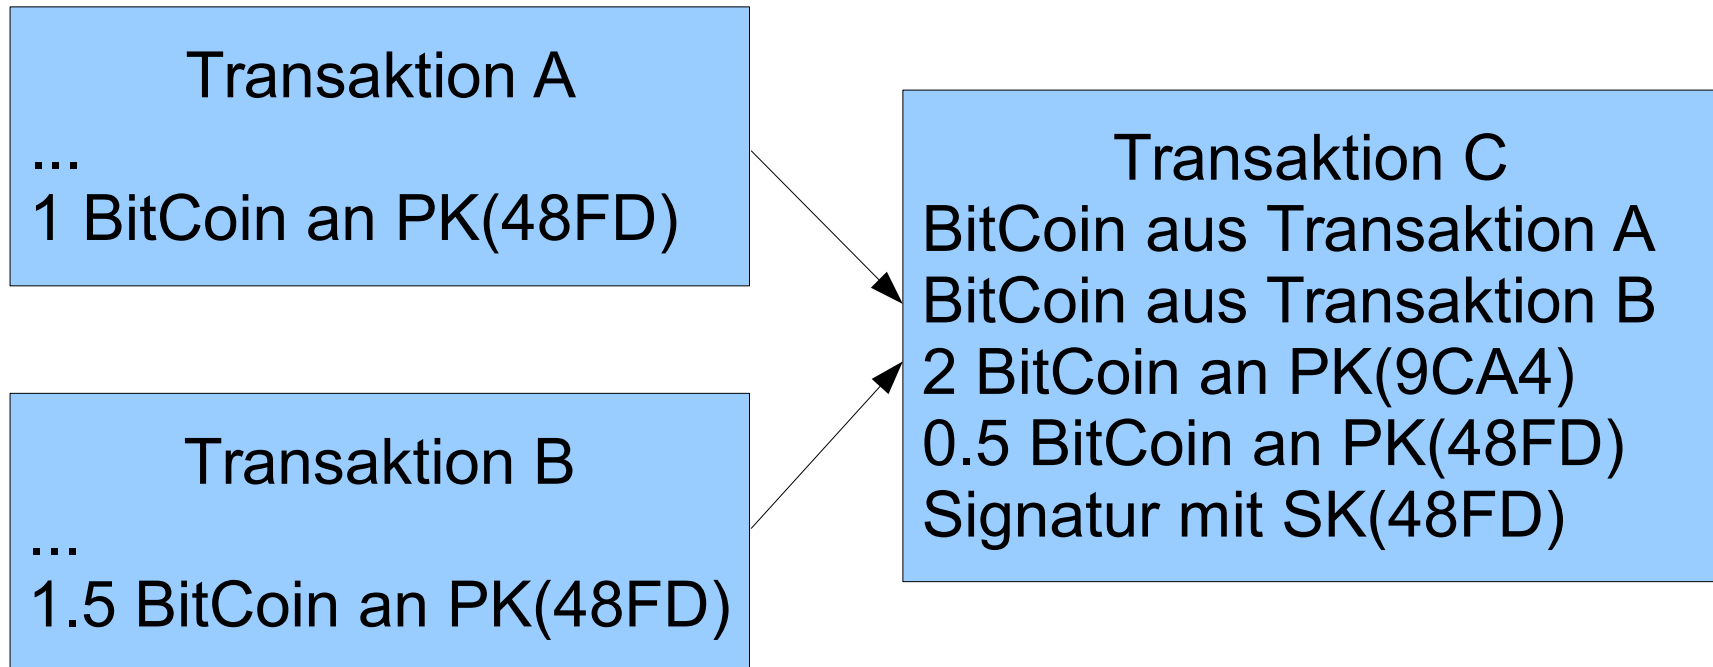 Transaktion A
...
1 BitCoin an PK(48FD)
Transaktion B
...
1.5 BitCoin an PK(48FD)
Transaktion C
BitCoin aus Transaktion A
BitCoin aus Transaktion B
2 BitCoin an PK(9CA4)
0.5 BitCoin an PK(48FD)
Signatur mit SK(48FD)